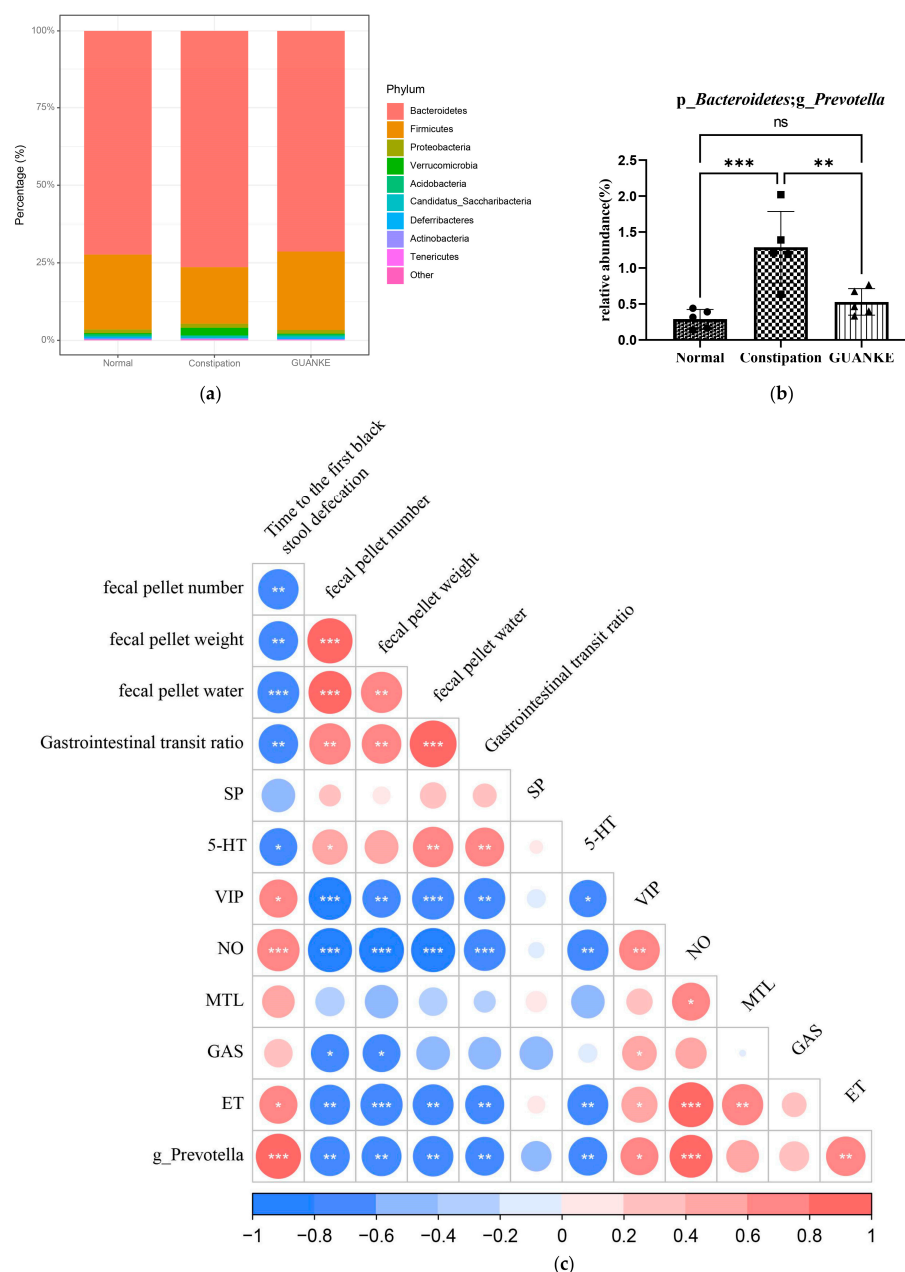 100%
75%
50%
25%
0%
Percentage (%)
Normal
Constipation
GUANKE
Phylum
Bacteroidetes
Firmicutes
Proteobacteria
Verrucomicrobia
Acidobacteria
Candidatus_Saccharibacteria
Deferribacteres
Actinobacteria
Tenericutes
Other
(a)
p_Bacteroidetes;g_Prevotella
ns
*** **
2.5
2.0
1.5
1.0
0.5
0.0
relative abundance(%)
Normal Constipation GUANKE
(b)
Time to the first black
stool defecation
fecal pellet number
fecal pellet weight
fecal pellet water
Gastrointestinal transit ratio
SP
5-HT
VIP
NO
MTL
GAS
ET
fecal pellet number **
fecal pellet weight ** ***
fecal pellet water *** *** **
Gastrointestinal transit ratio ** ** ** ***
SP
5-HT * * ** **
VIP * *** ** *** ** *
NO *** *** *** *** *** ** **
MTL *
GAS * * *
ET * ** *** ** ** ** * *** **
g_Prevotella *** ** ** ** ** ** * *** **
−1 −0.8 −0.6 −0.4 −0.2 0 0.2 0.4 0.6 0.8 1
(c)